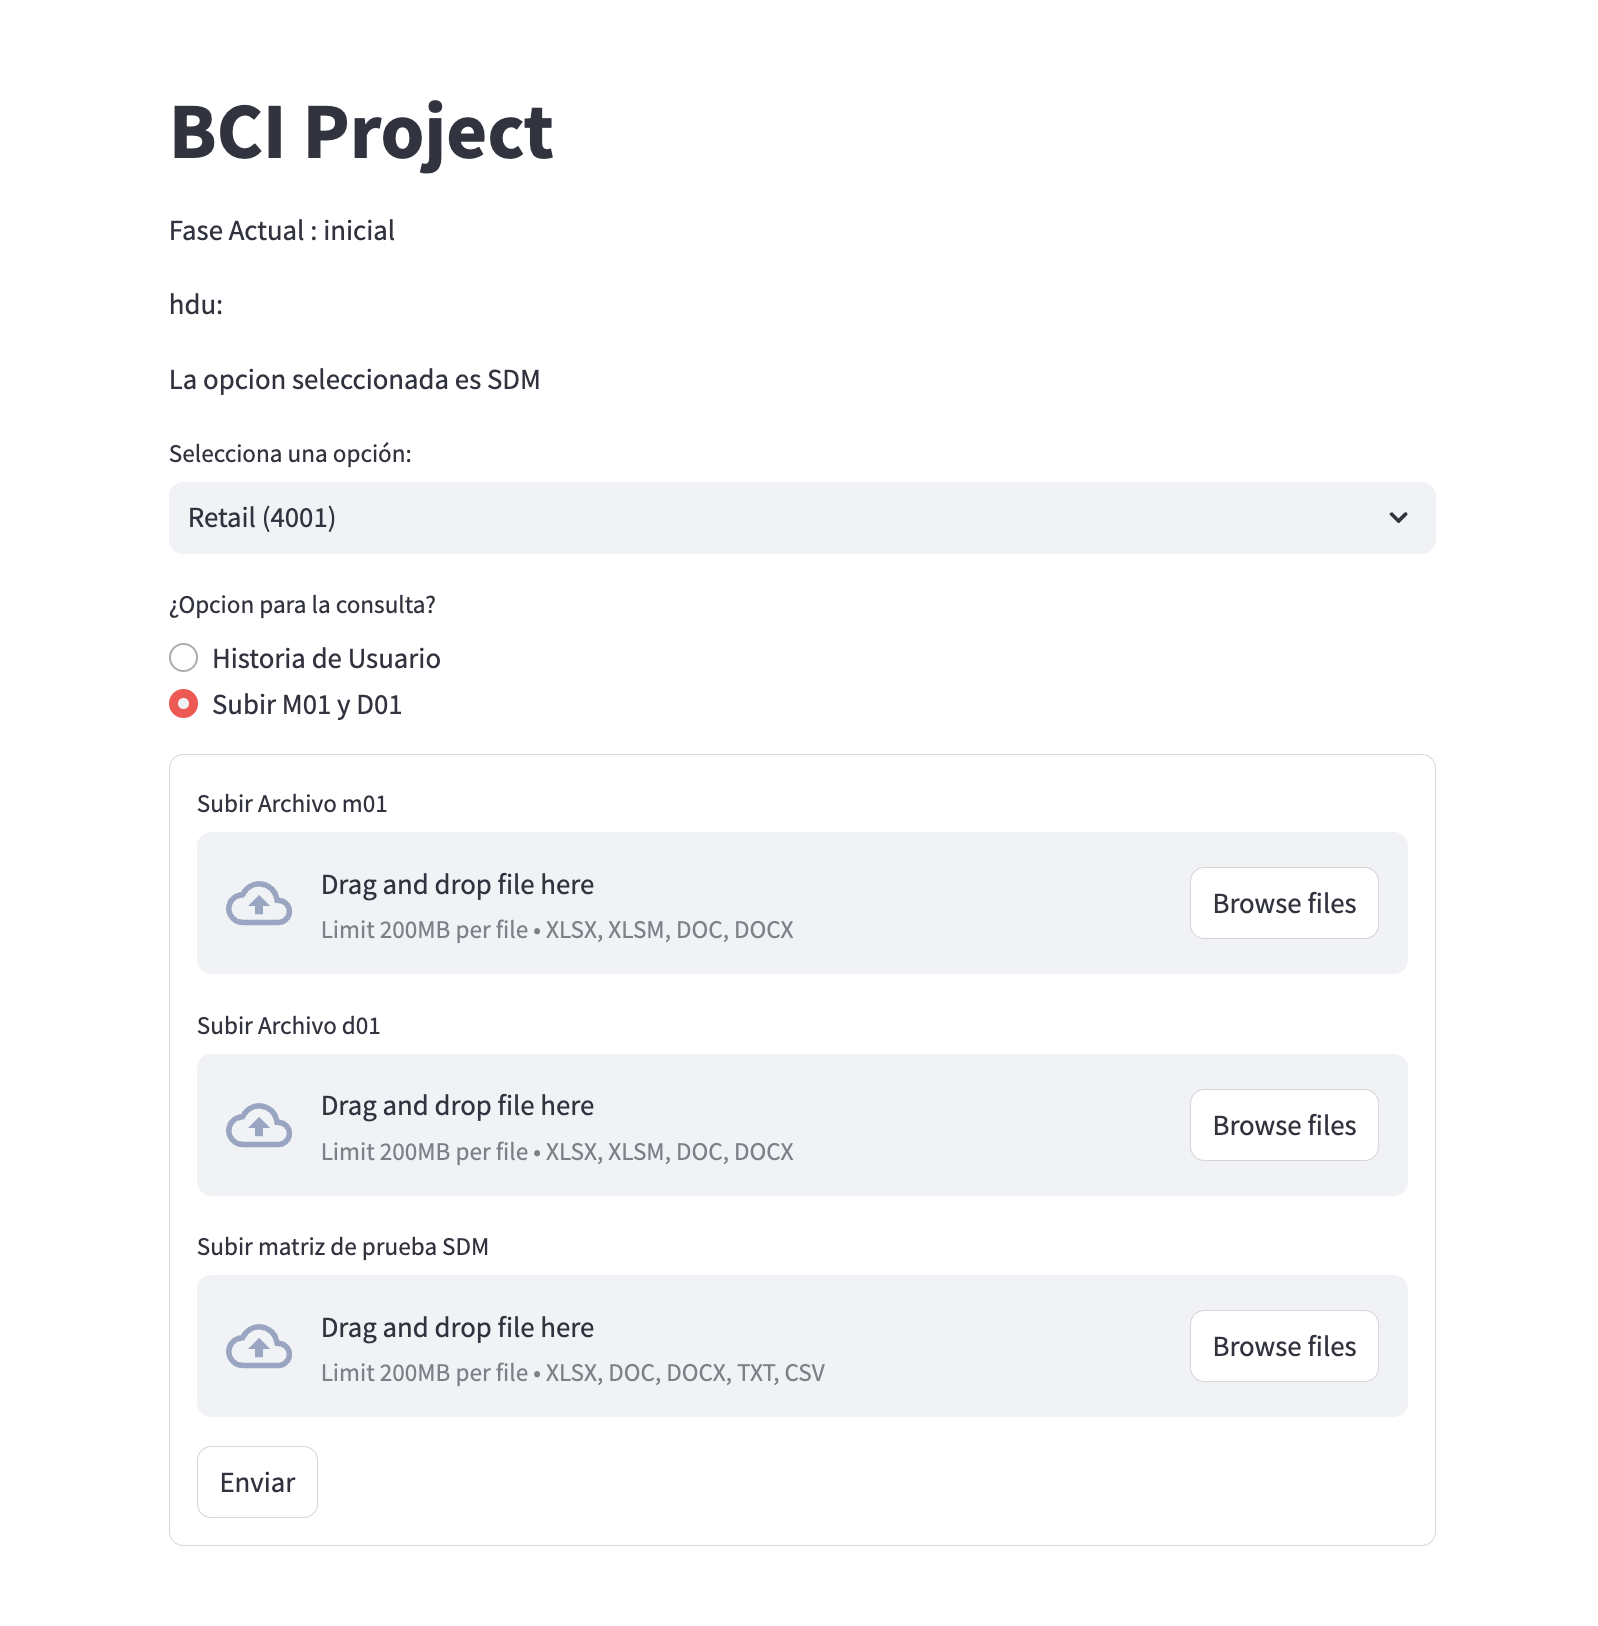 BCI Project
Fase Actual : inicial
hdu:
La opcion seleccionada es SDM
Selecciona una opción:
Retail (4001)
¿Opcion para la consulta?
Historia de Usuario
Subir M01 y D01
Subir Archivo m01
Drag and drop file here
Limit 200MB per file • XLSX, XLSM, DOC, DOCX
Browse files
Subir Archivo d01
Drag and drop file here
Limit 200MB per file • XLSX, XLSM, DOC, DOCX
Browse files
Subir matriz de prueba SDM
Drag and drop file here
Limit 200MB per file • XLSX, DOC, DOCX, TXT, CSV
Browse files
Enviar